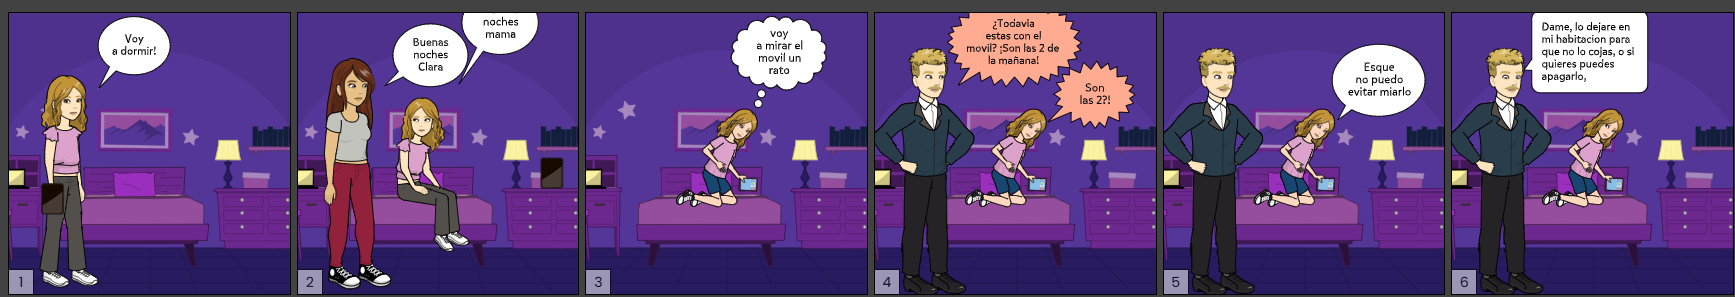 Voy
a dormir!
1
Buenas
noches
Clara
noches
mama
2
voy
a mirar el
movil un
rato
3
¿Todavia
estas con el
movil? ¡Son las 2 de
la mañana!
Son
las 2?!
4
Esque
no puedo
evitar miarlo
5
Dame, lo dejare en
mi habitacion para
que no lo cojas, o si
quieres puedes
apagarlo,
6